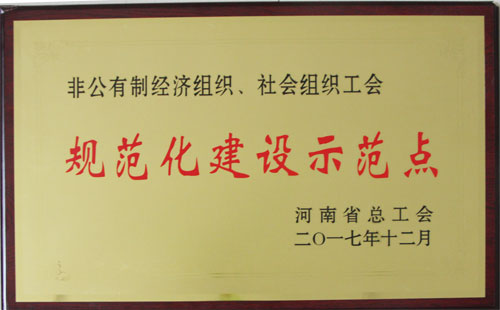 非公有制经济组织、社会组织工会
规范化建设示范点
河南省总工会
二〇一七年十二月